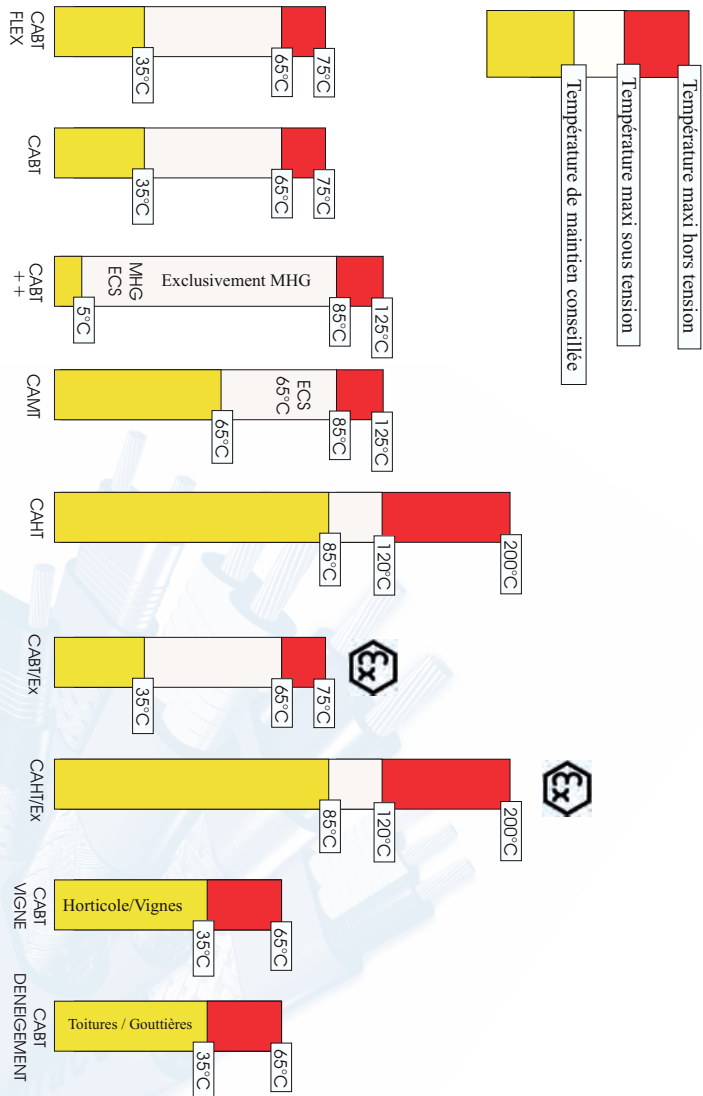 Température maxi hors tension
Température maxi sous tension
Température de maintien conseillée
CABT
FLEX
35°C
65°C
75°C
CABT
35°C
65°C
75°C
CABT
++
MHG
ECS
Exclusivement MHG
5°C
85°C
125°C
CAMT
ECS
65°C
65°C
85°C
125°C
CAHT
85°C
120°C
200°C
CABT/Ex
35°C
65°C
75°C
Ex
CAHT/Ex
85°C
120°C
200°C
Ex
CABT
VIGNE
Horticole/Vignes
35°C
65°C
CABT
DENEIGEMENT
Toitures / Gouttières
35°C
65°C